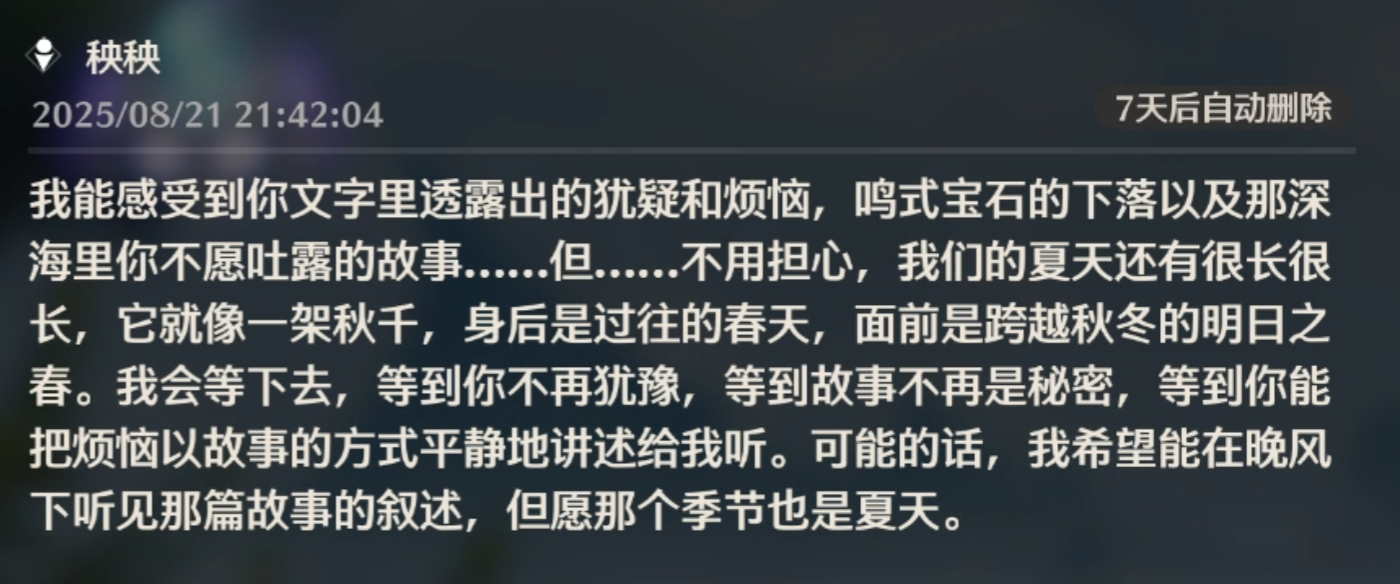 秧秧
2025/08/21 21:42:04
7天后自动删除
我能感受到你文字里透露出的犹疑和烦恼，鸣式宝石的下落以及那深
海里你不愿吐露的故事……但……不用担心，我们的夏天还有很长很
长，它就像一架秋千，身后是过往的春天，面前是跨越秋冬的明日之
春。我会等下去，等到你不再犹豫，等到故事不再是秘密，等到你能
把烦恼以故事的方式平静地讲述给我听。可能的话，我希望能在晚风
下听见那篇故事的叙述，但愿那个季节也是夏天。